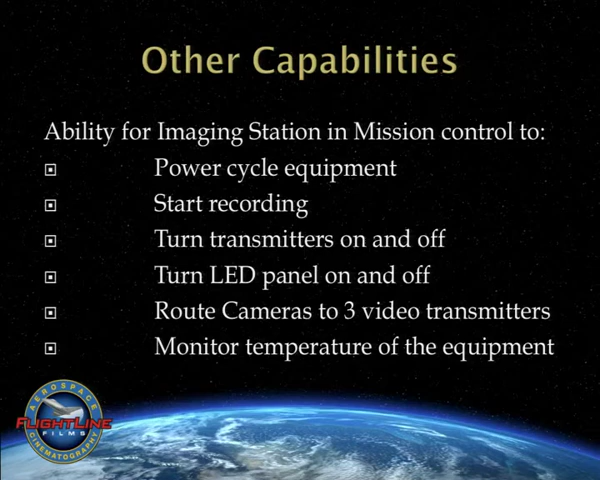 Other Capabilities
Ability for Imaging Station in Mission control to:
Power cycle equipment
Start recording
Turn transmitters on and off
Turn LED panel on and off
Route Cameras to 3 video transmitters
Monitor temperature of the equipment
AEROSPACE
FLIGHTLINE
FILMS
CINEMATOGRAPHY